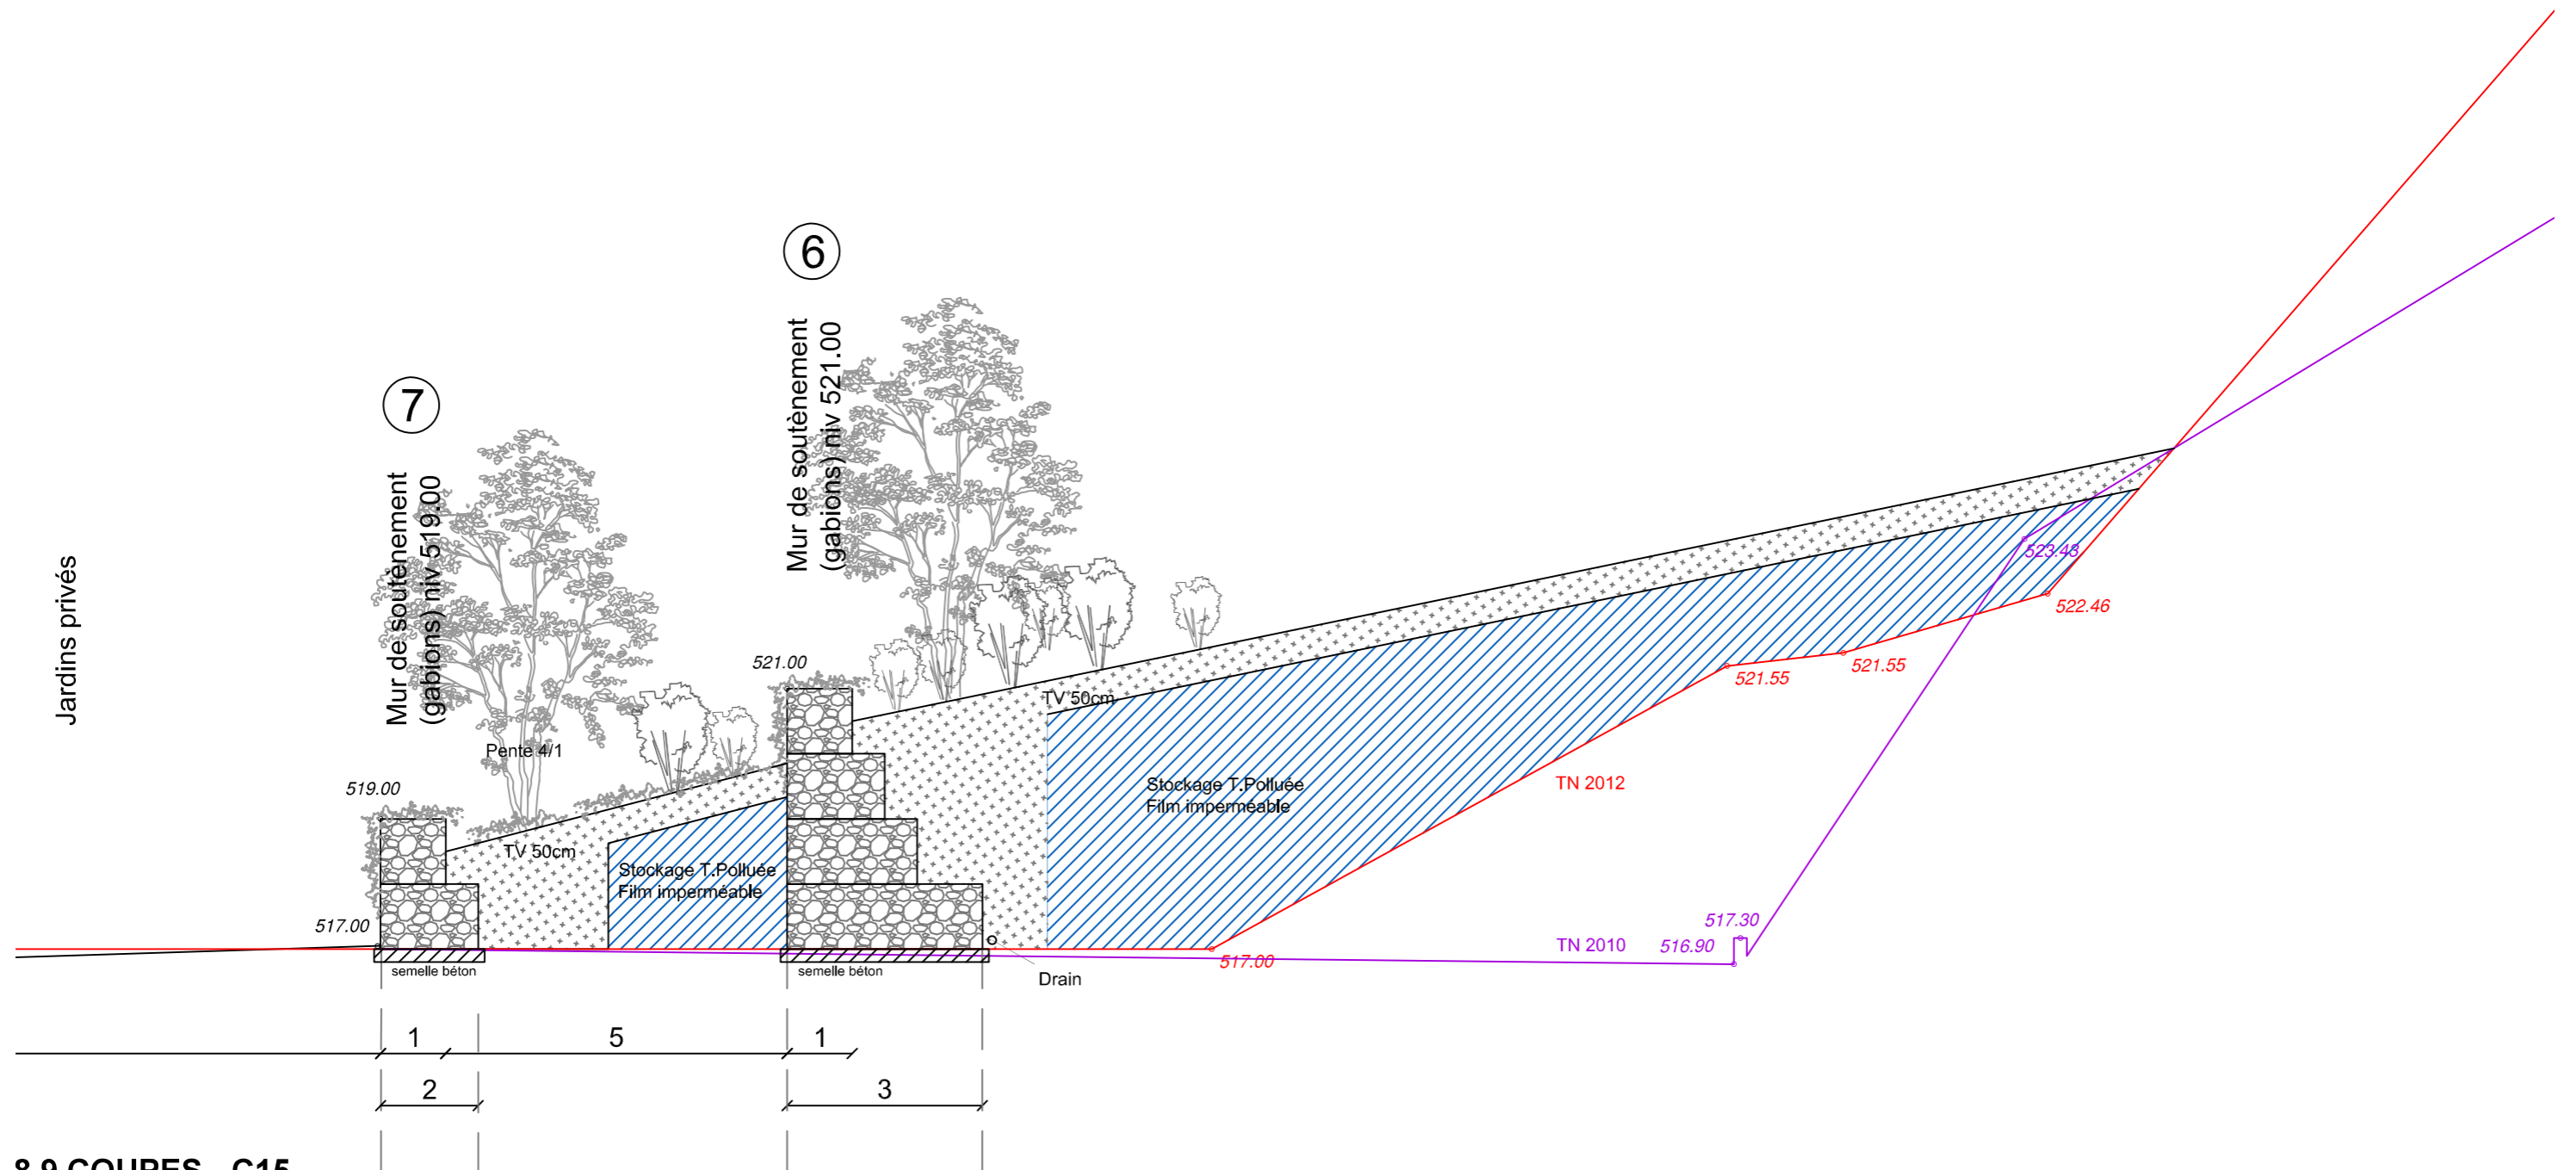 6
Mur de soutènement
(gabions) niv 521.00
7
Mur de soutènement
(gabions) niv 519.00
Jardins privés
523.48
522.46
521.55
521.55
521.00
TV 50cm
Pente 4/1
Stockage T.Polluée
Film imperméable
TN 2012
519.00
TV 50cm
Stockage T.Polluée
Film imperméable
517.00
517.30
TN 2010
516.90
517.00
semelle béton
semelle béton
Drain
1
5
1
2
3
8.9 COUPES - C15